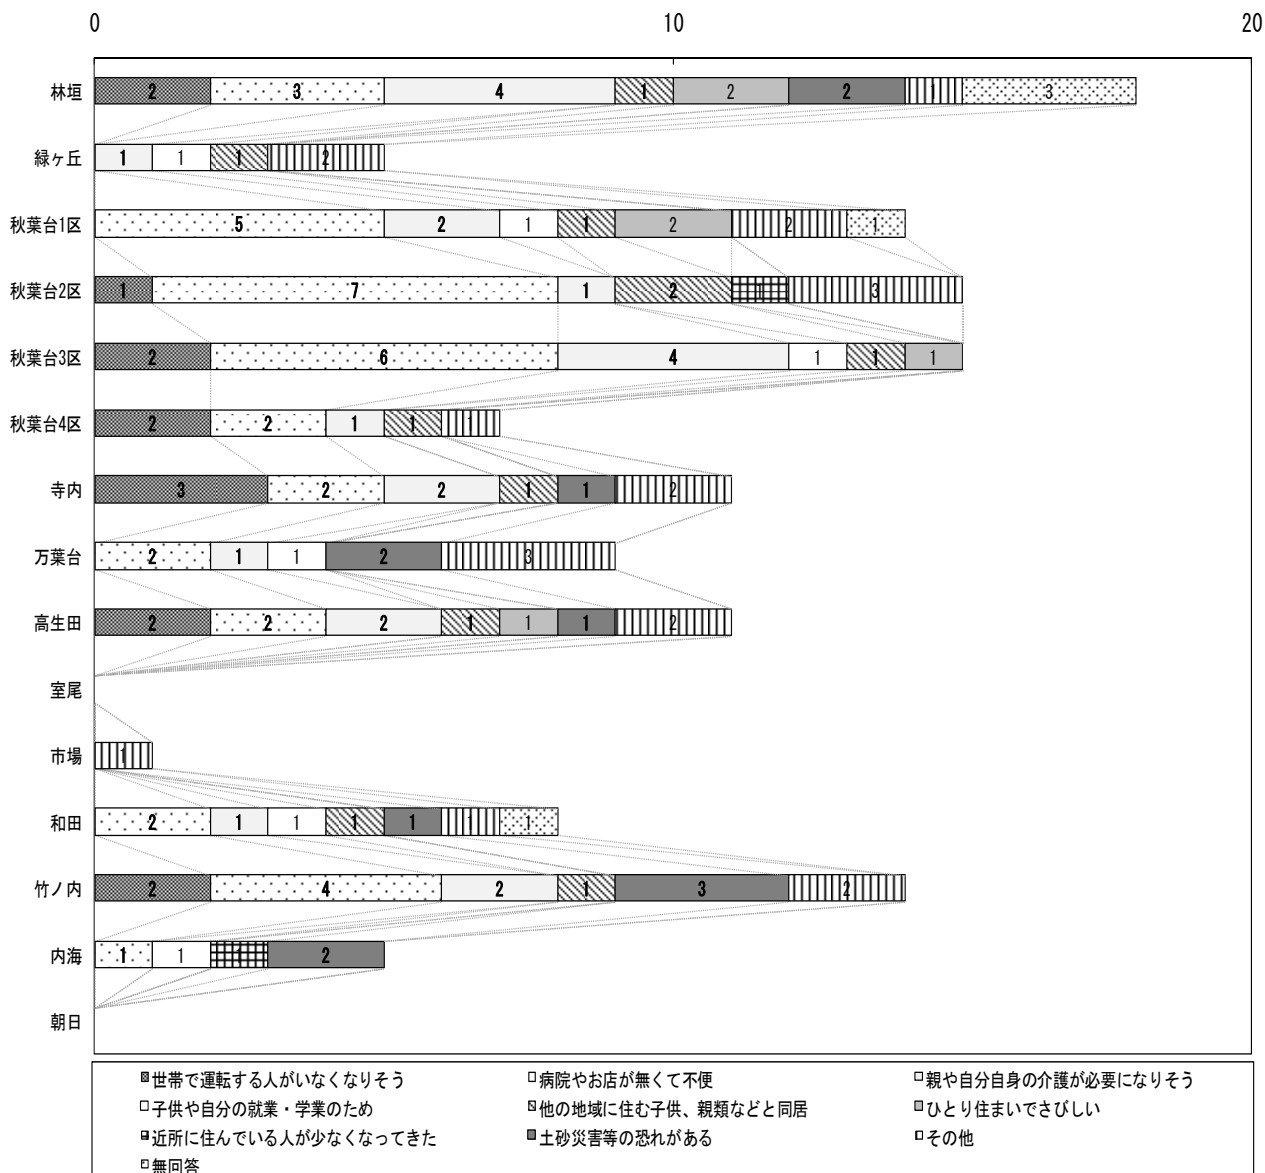 0 10 20
林垣 2 3 4 1 2 2 1 3
緑ヶ丘 1 1 1 2
秋葉台1区 5 2 1 1 2 2 1
秋葉台2区 1 7 1 2 1 3
秋葉台3区 2 6 4 1 1 1
秋葉台4区 2 2 1 1 1
寺内 3 2 2 1 1 2
万葉台 2 1 1 2 3
高生田 2 2 2 1 1 1 2
室尾
市場 1
和田 2 1 1 1 1 1 1
竹ノ内 2 4 2 1 3 2
内海 1 1 1 2
朝日
世帯で運転する人がいなくなりそう 病院やお店が無くて不便 親や自分自身の介護が必要になりそう
子供や自分の就業・学業のため 他の地域に住む子供、親類などと同居 ひとり住まいでさびしい
近所に住んでいる人が少なくなってきた 土砂災害等の恐れがある その他
無回答